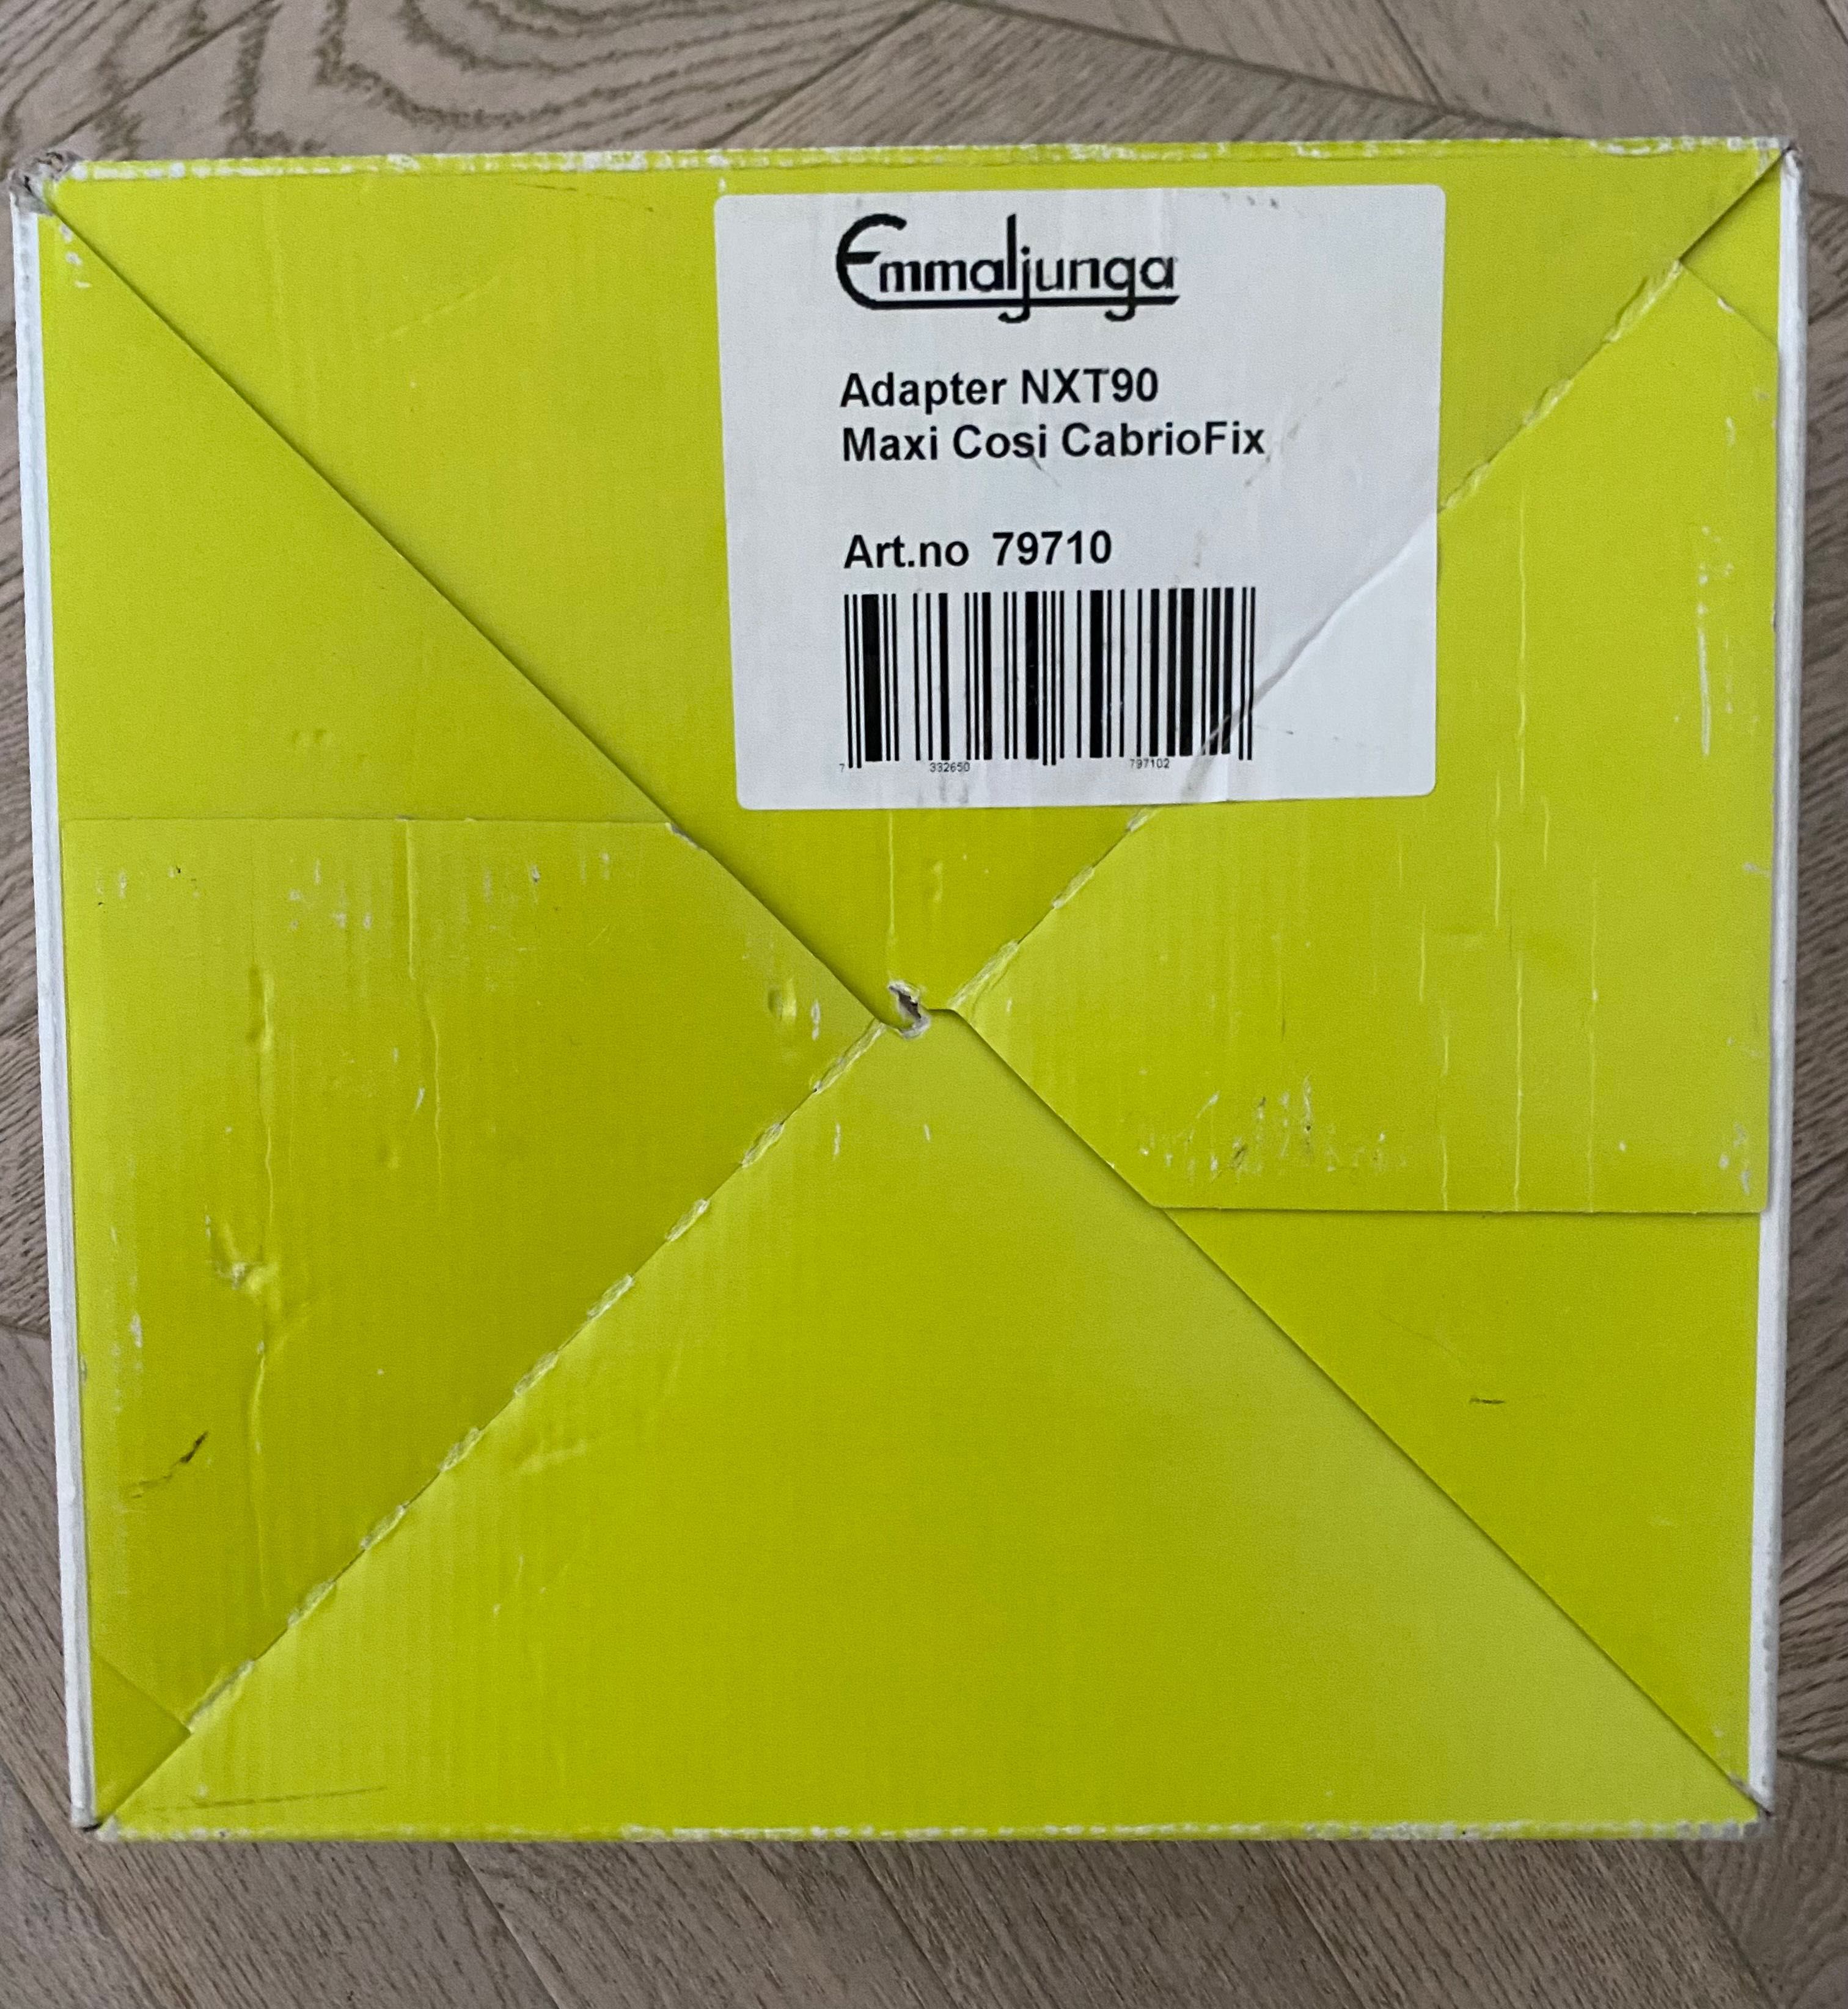 Emmaljunga
Adapter NXT90
Maxi Cosi CabrioFix
Art.no 79710
7 332650 797102